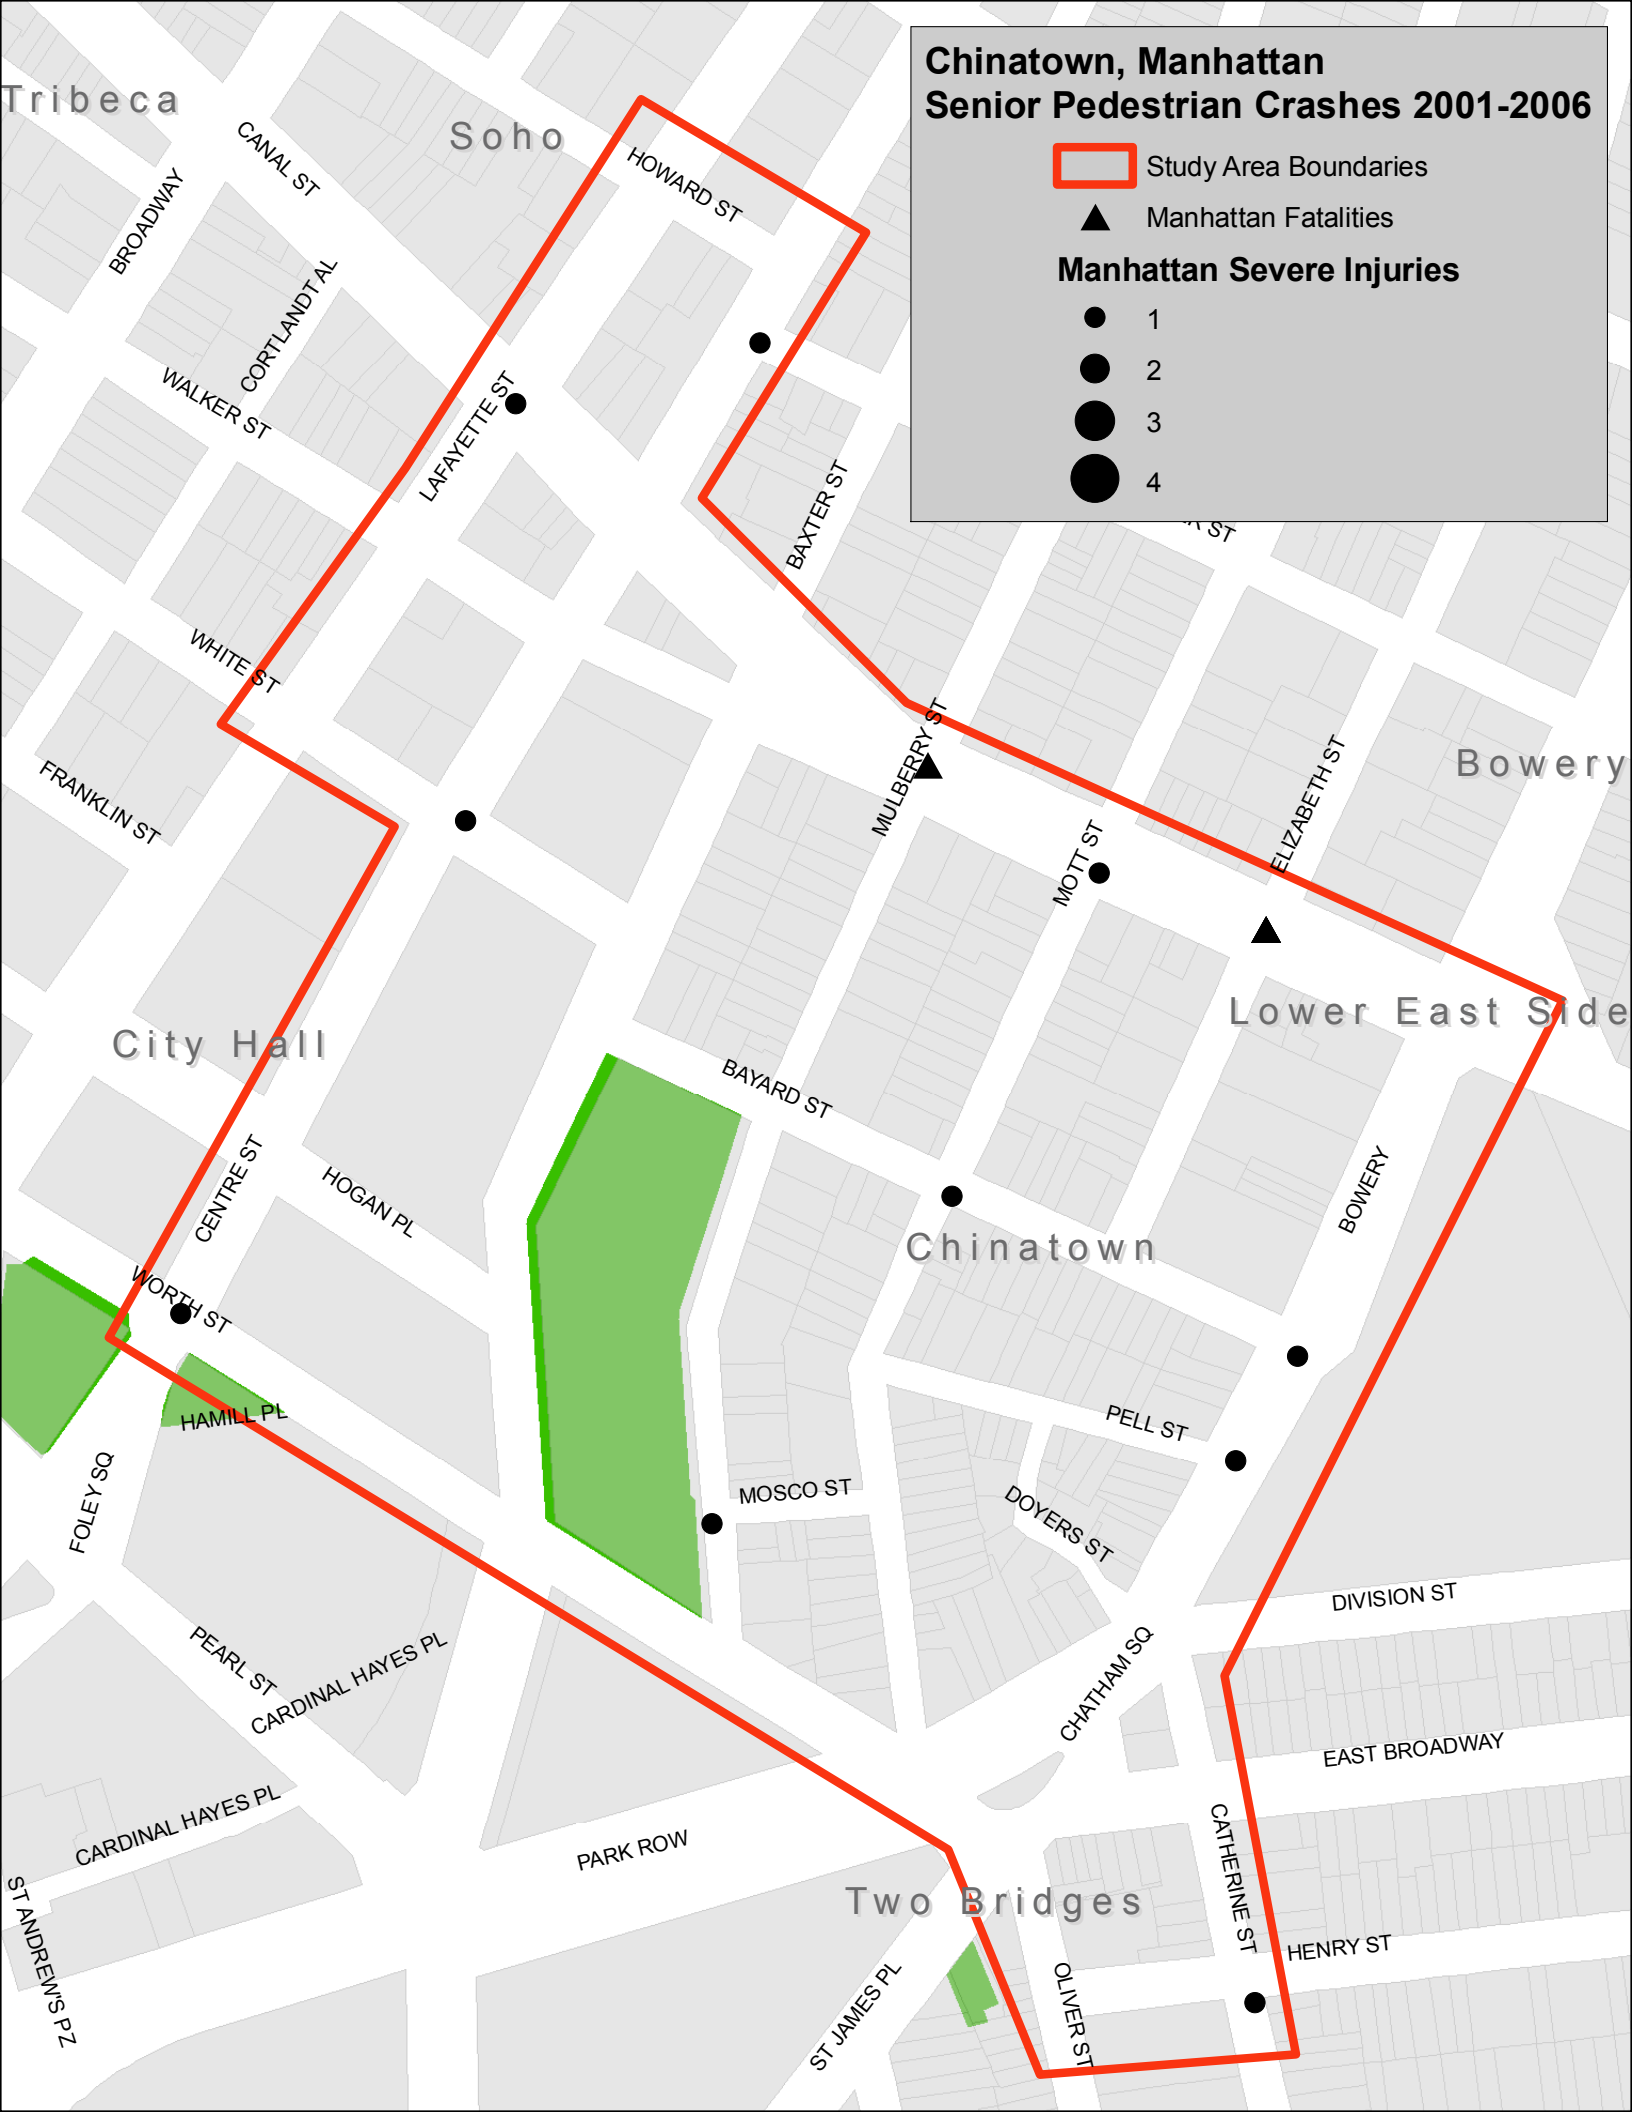 Chinatown, Manhattan
Senior Pedestrian Crashes 2001-2006
Study Area Boundaries
Manhattan Fatalities
Manhattan Severe Injuries
1
2
3
4
Tribeca
Soho
CANAL ST
HOWARD ST
BROADWAY
CORTLANDT AL
WALKER ST
LAFAYETTE ST
BAXTER ST
ST
WHITE ST
MULBERRY ST
ELIZABETH ST
Bowery
FRANKLIN ST
MOTT ST
Lower East Side
City Hall
BAYARD ST
CENTRE ST
HOGAN PL
BOWERY
Chinatown
WORTH ST
HAMILL PL
PELL ST
FOLEY SQ
MOSCO ST
DOYERS ST
DIVISION ST
PEARL ST
CARDINAL HAYES PL
CHATHAM SQ
EAST BROADWAY
CARDINAL HAYES PL
PARK ROW
CATHERINE ST
Two Bridges
ST ANDREW'S PZ
HENRY ST
ST JAMES PL
OLIVER ST